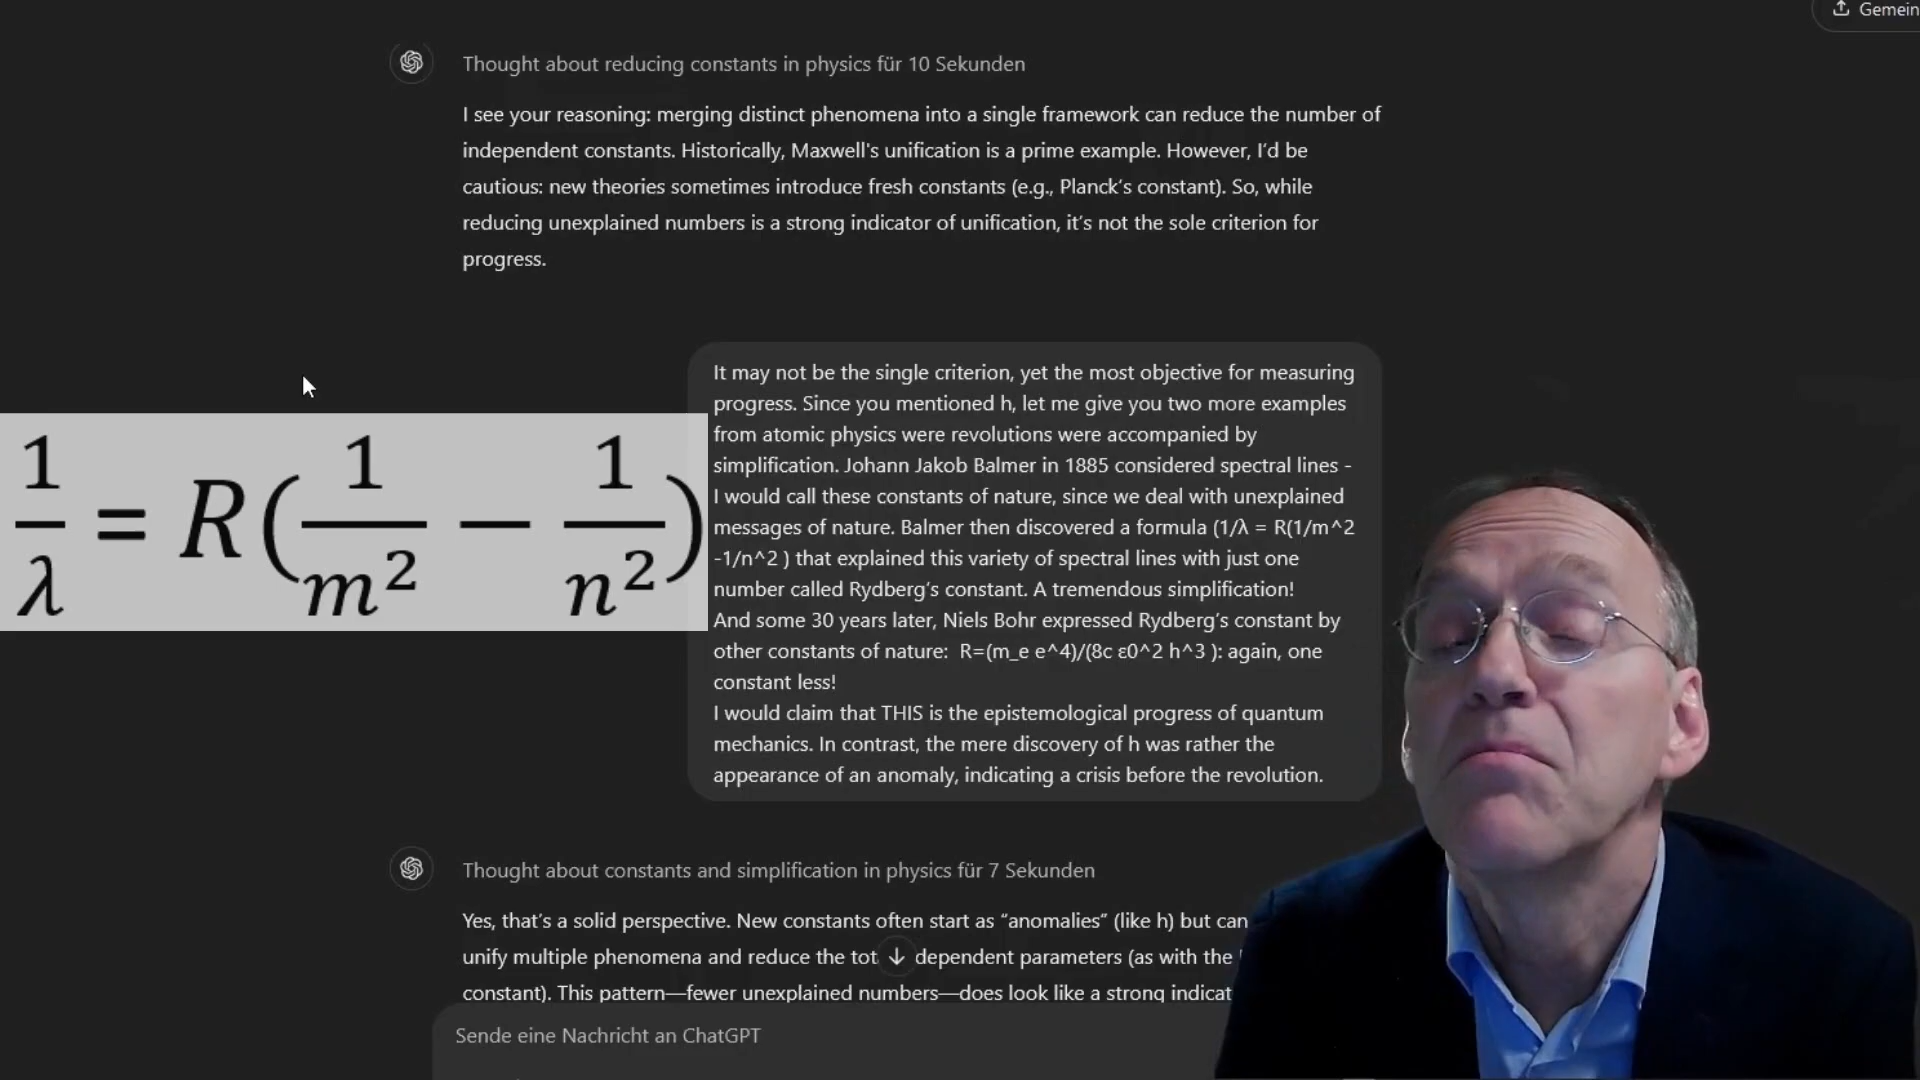 Gemein
Thought about reducing constants in physics für 10 Sekunden
I see your reasoning: merging distinct phenomena into a single framework can reduce the number of
independent constants. Historically, Maxwell's unification is a prime example. However, I'd be
cautious: new theories sometimes introduce fresh constants (e.g., Planck's constant). So, while
reducing unexplained numbers is a strong indicator of unification, it's not the sole criterion for
progress.
1/λ = R(1/m² − 1/n²)
It may not be the single criterion, yet the most objective for measuring
progress. Since you mentioned h, let me give you two more examples
from atomic physics were revolutions were accompanied by
simplification. Johann Jakob Balmer in 1885 considered spectral lines -
I would call these constants of nature, since we deal with unexplained
messages of nature. Balmer then discovered a formula (1/λ = R(1/m^2
-1/n^2 ) that explained this variety of spectral lines with just one
number called Rydberg's constant. A tremendous simplification!
And some 30 years later, Niels Bohr expressed Rydberg's constant by
other constants of nature:  R=(m_e e^4)/(8c ε0^2 h^3 ): again, one
constant less!
I would claim that THIS is the epistemological progress of quantum
mechanics. In contrast, the mere discovery of h was rather the
appearance of an anomaly, indicating a crisis before the revolution.
Thought about constants and simplification in physics für 7 Sekunden
Yes, that's a solid perspective. New constants often start as “anomalies” (like h) but can
unify multiple phenomena and reduce the tot dependent parameters (as with the
constant). This pattern—fewer unexplained numbers—does look like a strong indicat
Sende eine Nachricht an ChatGPT